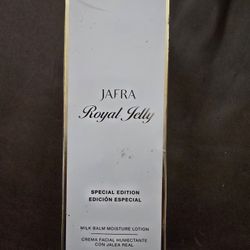 JAFRA
Royal Jelly
SPECIAL EDITION
EDICIÓN ESPECIAL
MILK BALM MOISTURE LOTION
CREMA FACIAL HUMECTANTE
CON JALEA REAL